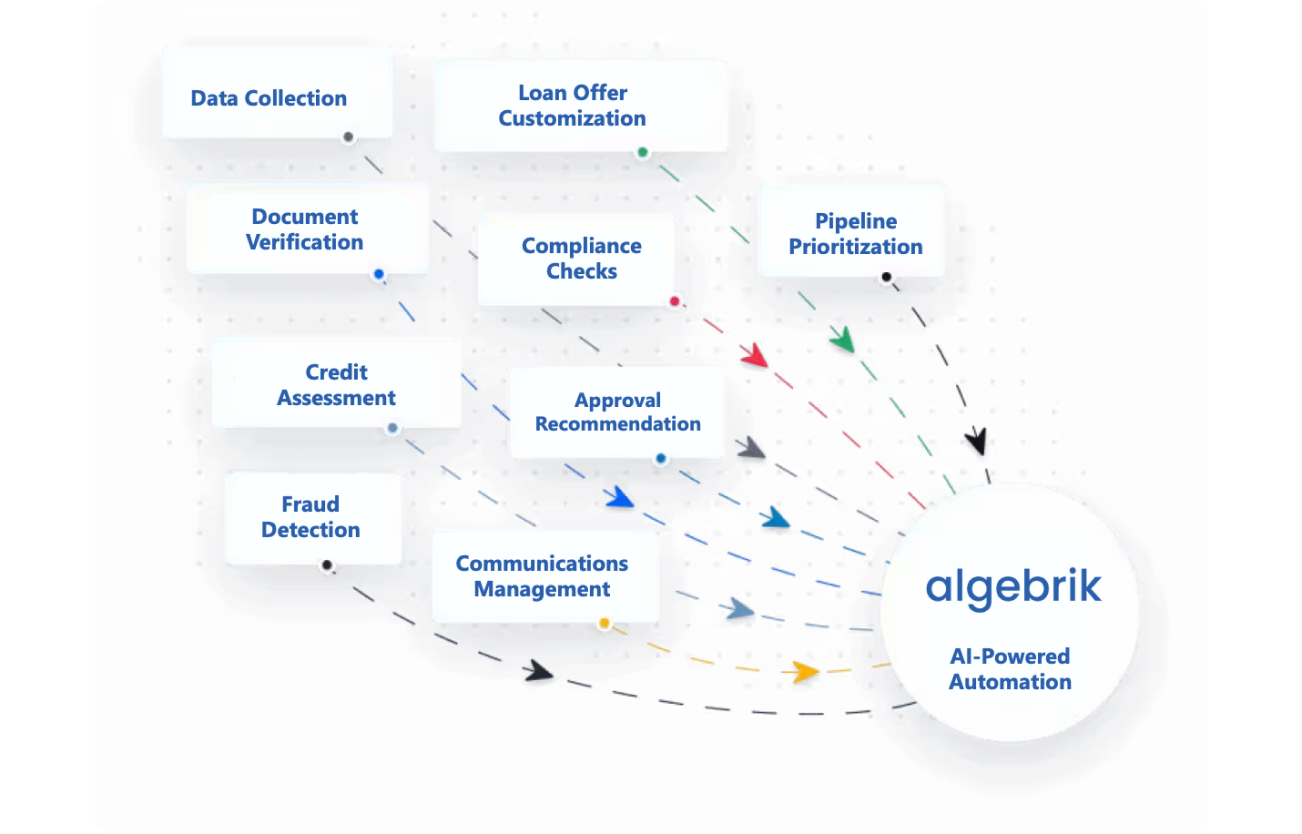 Data Collection
Loan Offer
Customization
Document
Verification
Compliance
Checks
Pipeline
Prioritization
Credit
Assessment
Approval
Recommendation
Fraud
Detection
Communications
Management
algebrik
AI-Powered
Automation